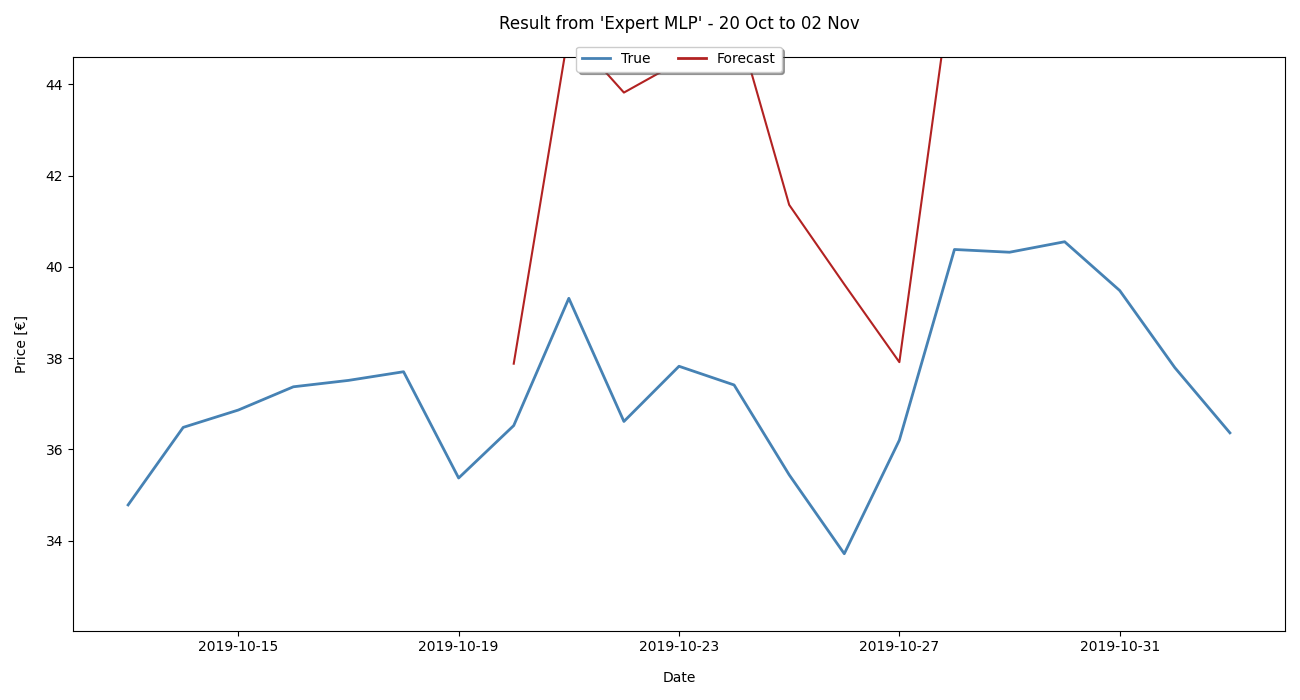 Result from 'Expert MLP' - 20 Oct to 02 Nov
True Forecast
44
42
40
38
36
34
Price [€]
2019-10-15 2019-10-19 2019-10-23 2019-10-27 2019-10-31
Date